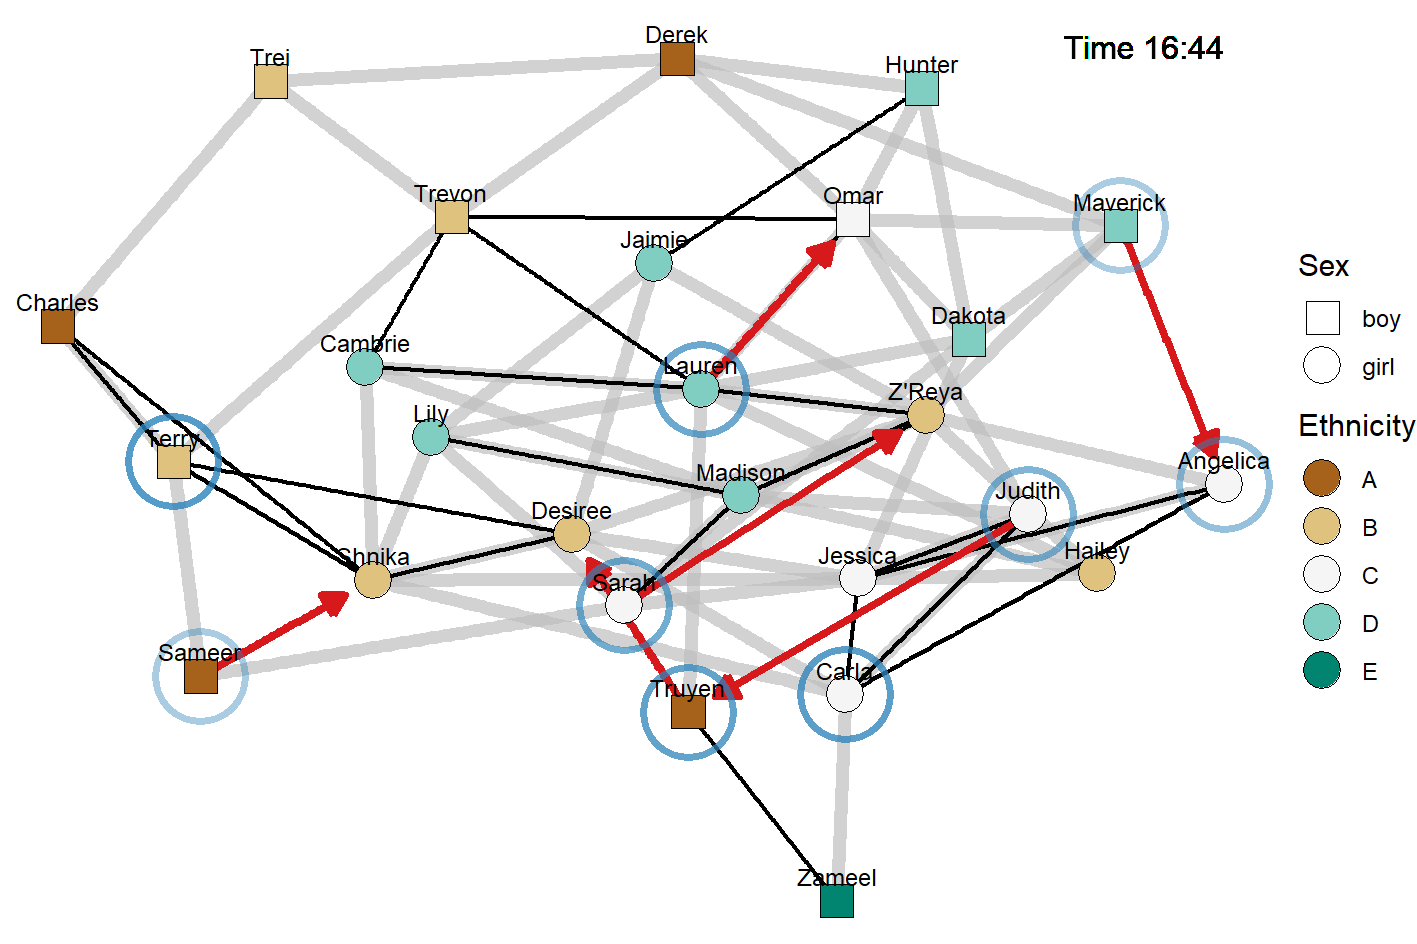 Derek
Time 16:44
Trei
Hunter
Trevon
Omar
Maverick
Jaimie
Sex
Charles
boy
Dakota
Cambrie
Lauren
girl
Z'Reya
Lily
Ethnicity
Terry
Angelica
Madison
A
Judith
Desiree
B
Shnika
Jessica
Hailey
Sarah
C
D
Sameer
Carla
E
Truyen
Zameel